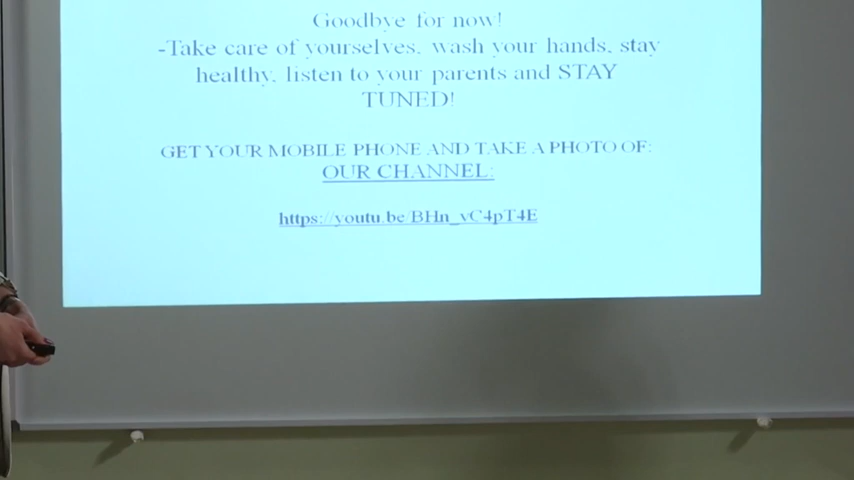 Goodbye for now!
-Take care of yourselves, wash your hands, stay
healthy, listen to your parents and STAY
TUNED!
GET YOUR MOBILE PHONE AND TAKE A PHOTO OF:
OUR CHANNEL:
https://youtu.be/BHn_vC4pT4E